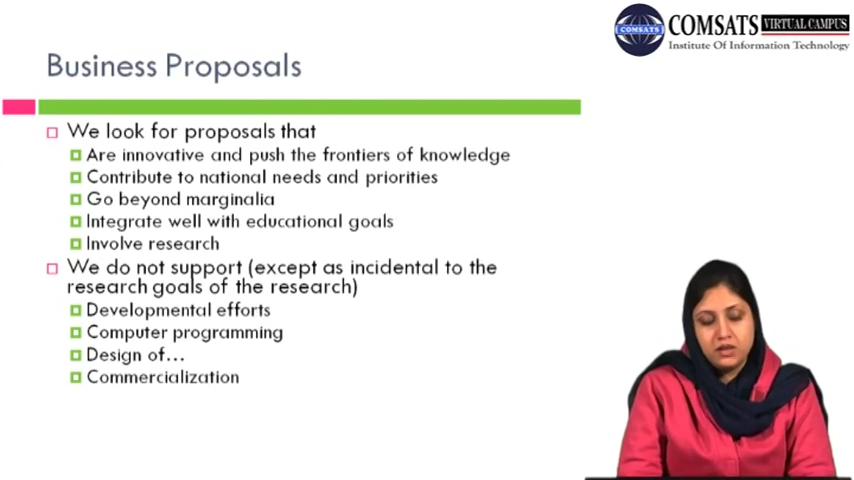 COMSATS VIRTUAL CAMPUS
COMSATS
Institute Of Information Technology
Business Proposals
We look for proposals that
Are innovative and push the frontiers of knowledge
Contribute to national needs and priorities
Go beyond marginalia
Integrate well with educational goals
Involve research
We do not support (except as incidental to the
research goals of the research)
Developmental efforts
Computer programming
Design of...
Commercialization